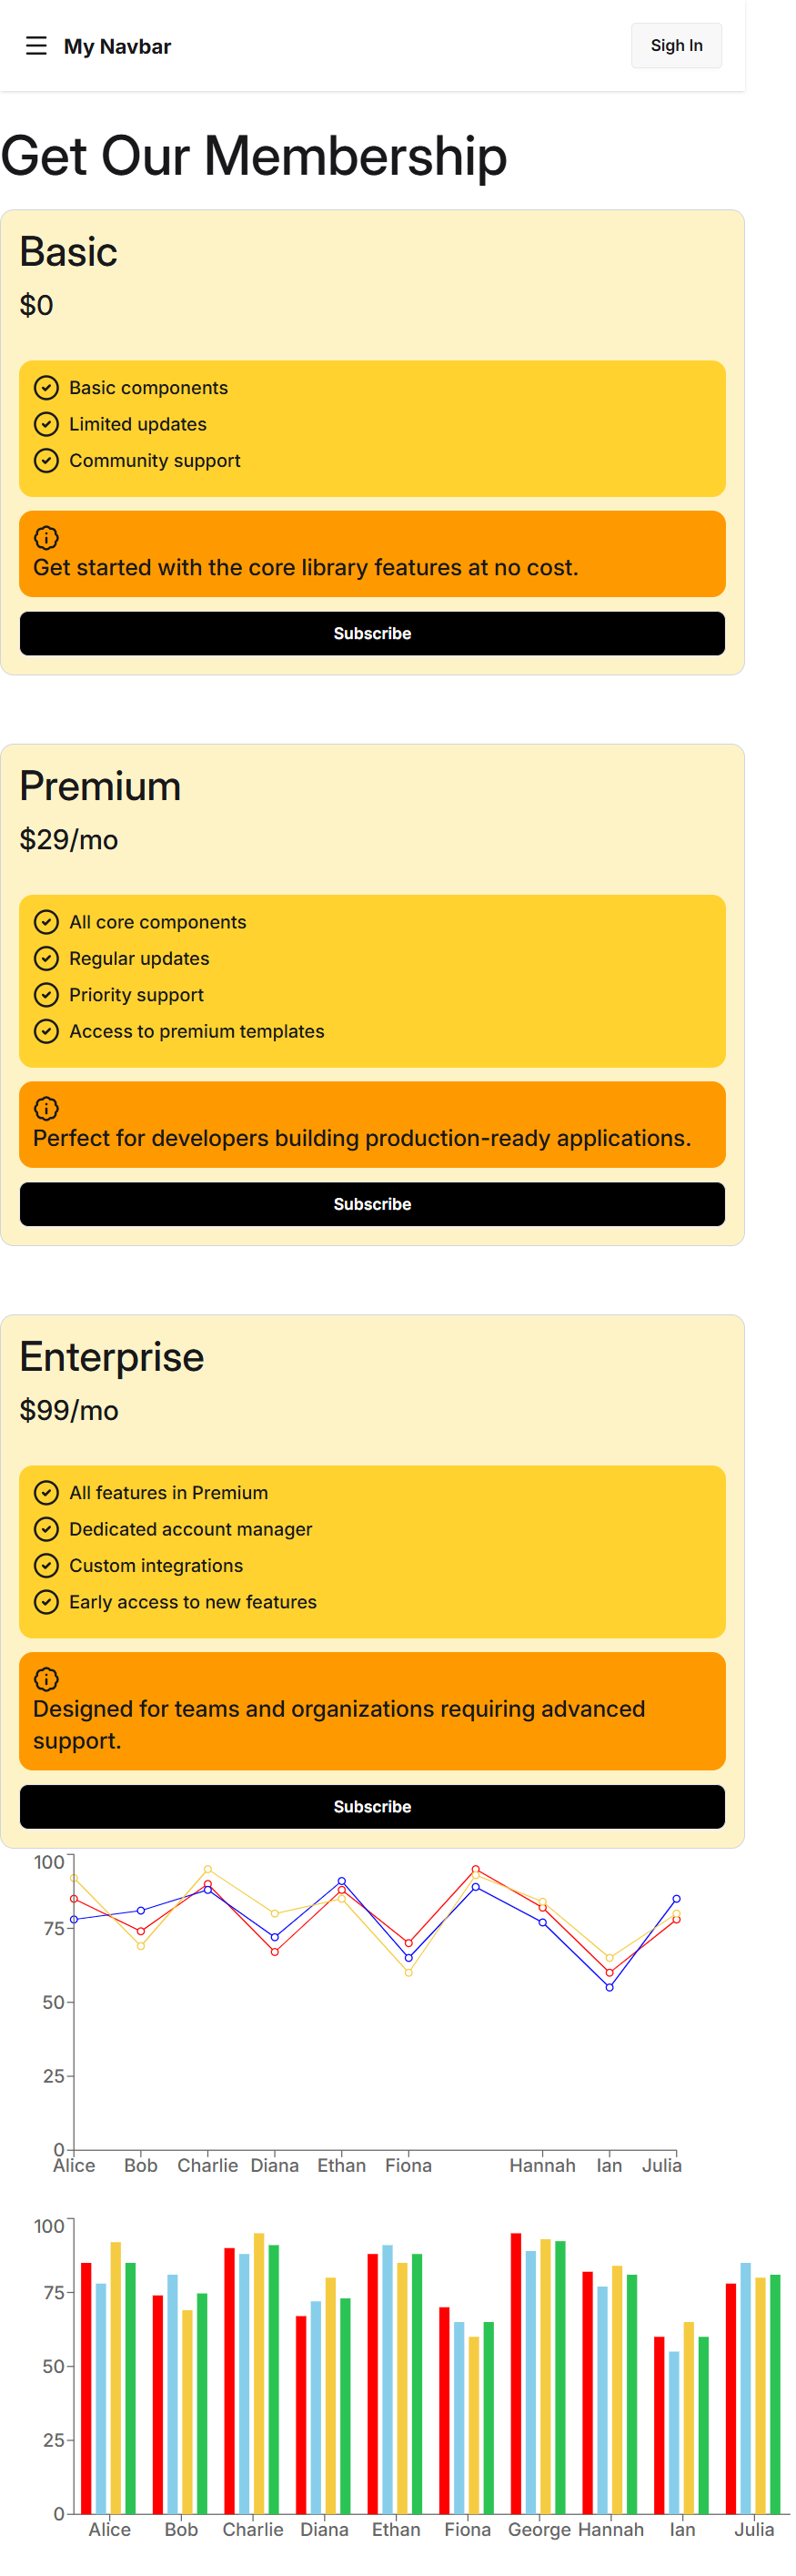 My Navbar
Sigh In
Get Our Membership
Basic
$0
Basic components
Limited updates
Community support
Get started with the core library features at no cost.
Subscribe
Premium
$29/mo
All core components
Regular updates
Priority support
Access to premium templates
Perfect for developers building production-ready applications.
Subscribe
Enterprise
$99/mo
All features in Premium
Dedicated account manager
Custom integrations
Early access to new features
Designed for teams and organizations requiring advanced
support.
Subscribe
100
75
50
25
0
Alice Bob Charlie Diana Ethan Fiona Hannah Ian Julia
100
75
50
25
0
Alice Bob Charlie Diana Ethan Fiona George Hannah Ian Julia